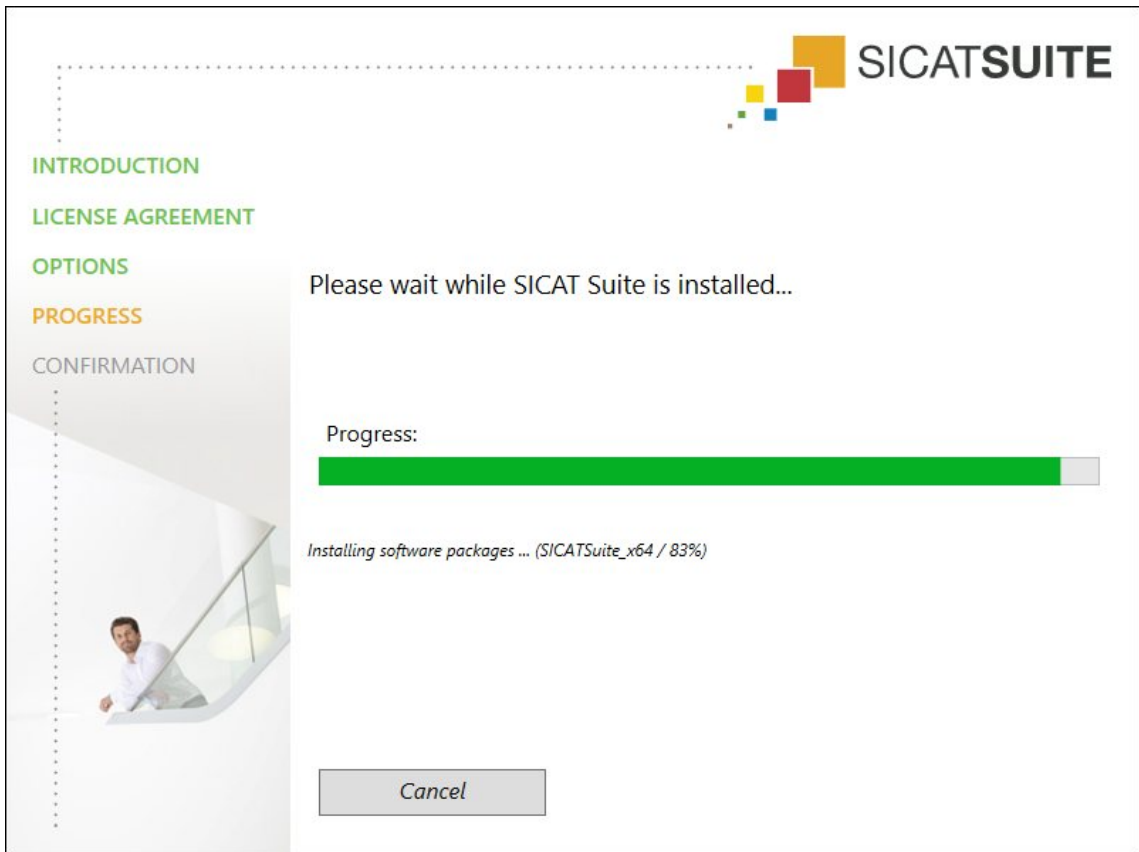 SICATSUITE
INTRODUCTION
LICENSE AGREEMENT
OPTIONS
PROGRESS
CONFIRMATION
Please wait while SICAT Suite is installed...
Progress:
Installing software packages ... (SICATSuite_x64 / 83%)
Cancel